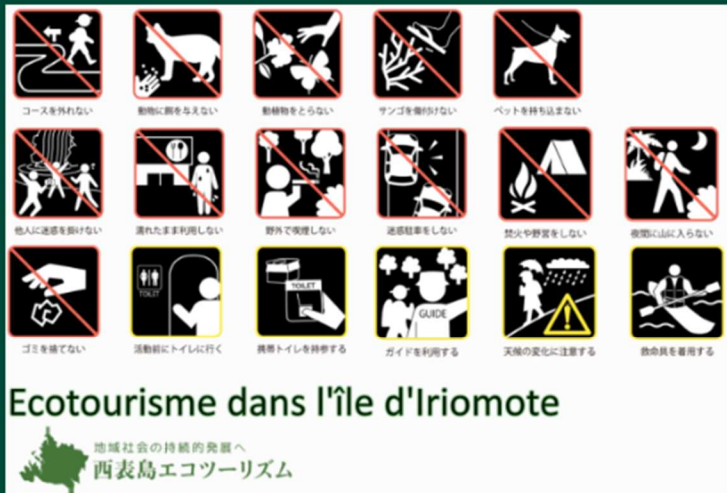 コースを外れない
動物に餌を与えない
動植物をとらない
サンゴを傷付けない
ペットを持ち込まない
他人に迷惑を掛けない
濡れたまま利用しない
野外で喫煙しない
迷惑駐車をしない
焚火や野営をしない
夜間に山に入らない
TOILET
TOILET
GUIDE
ゴミを捨てない
活動前にトイレに行く
携帯トイレを持参する
ガイドを利用する
天候の変化に注意する
救命具を着用する
Ecotourisme dans l'île d'Iriomote
地域社会の持続的発展へ
西表島エコツーリズム